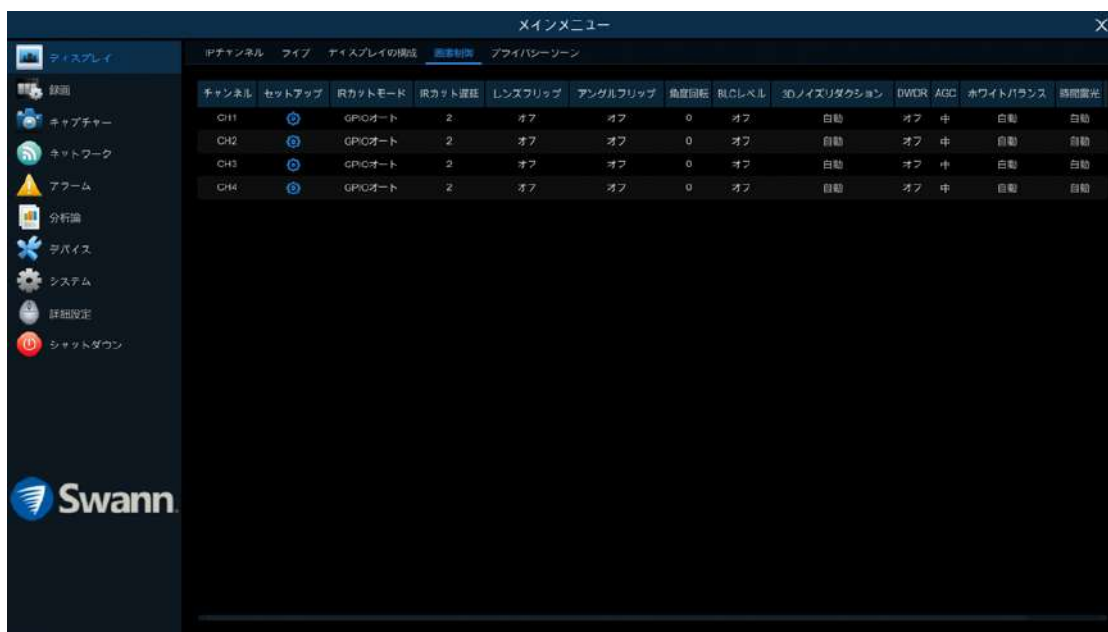 メインメニュー X
IPチャンネル ライブ ディスプレイの構成 画像制御 プライバシーゾーン
ディスプレイ
録画
キャプチャー
ネットワーク
アラーム
分析論
デバイス
システム
詳細設定
シャットダウン
チャンネル セットアップ IRカットモード IRカット遅延 レンズフリップ アングルフリップ 角度回転 BLCレベル 3Dノイズリダクション DWDR AGC ホワイトバランス 時間露光
CH1 GPIOオート 2 オフ オフ 0 オフ 自動 オフ 中 自動 自動
CH2 GPIOオート 2 オフ オフ 0 オフ 自動 オフ 中 自動 自動
CH3 GPIOオート 2 オフ オフ 0 オフ 自動 オフ 中 自動 自動
CH4 GPIOオート 2 オフ オフ 0 オフ 自動 オフ 中 自動 自動
Swann